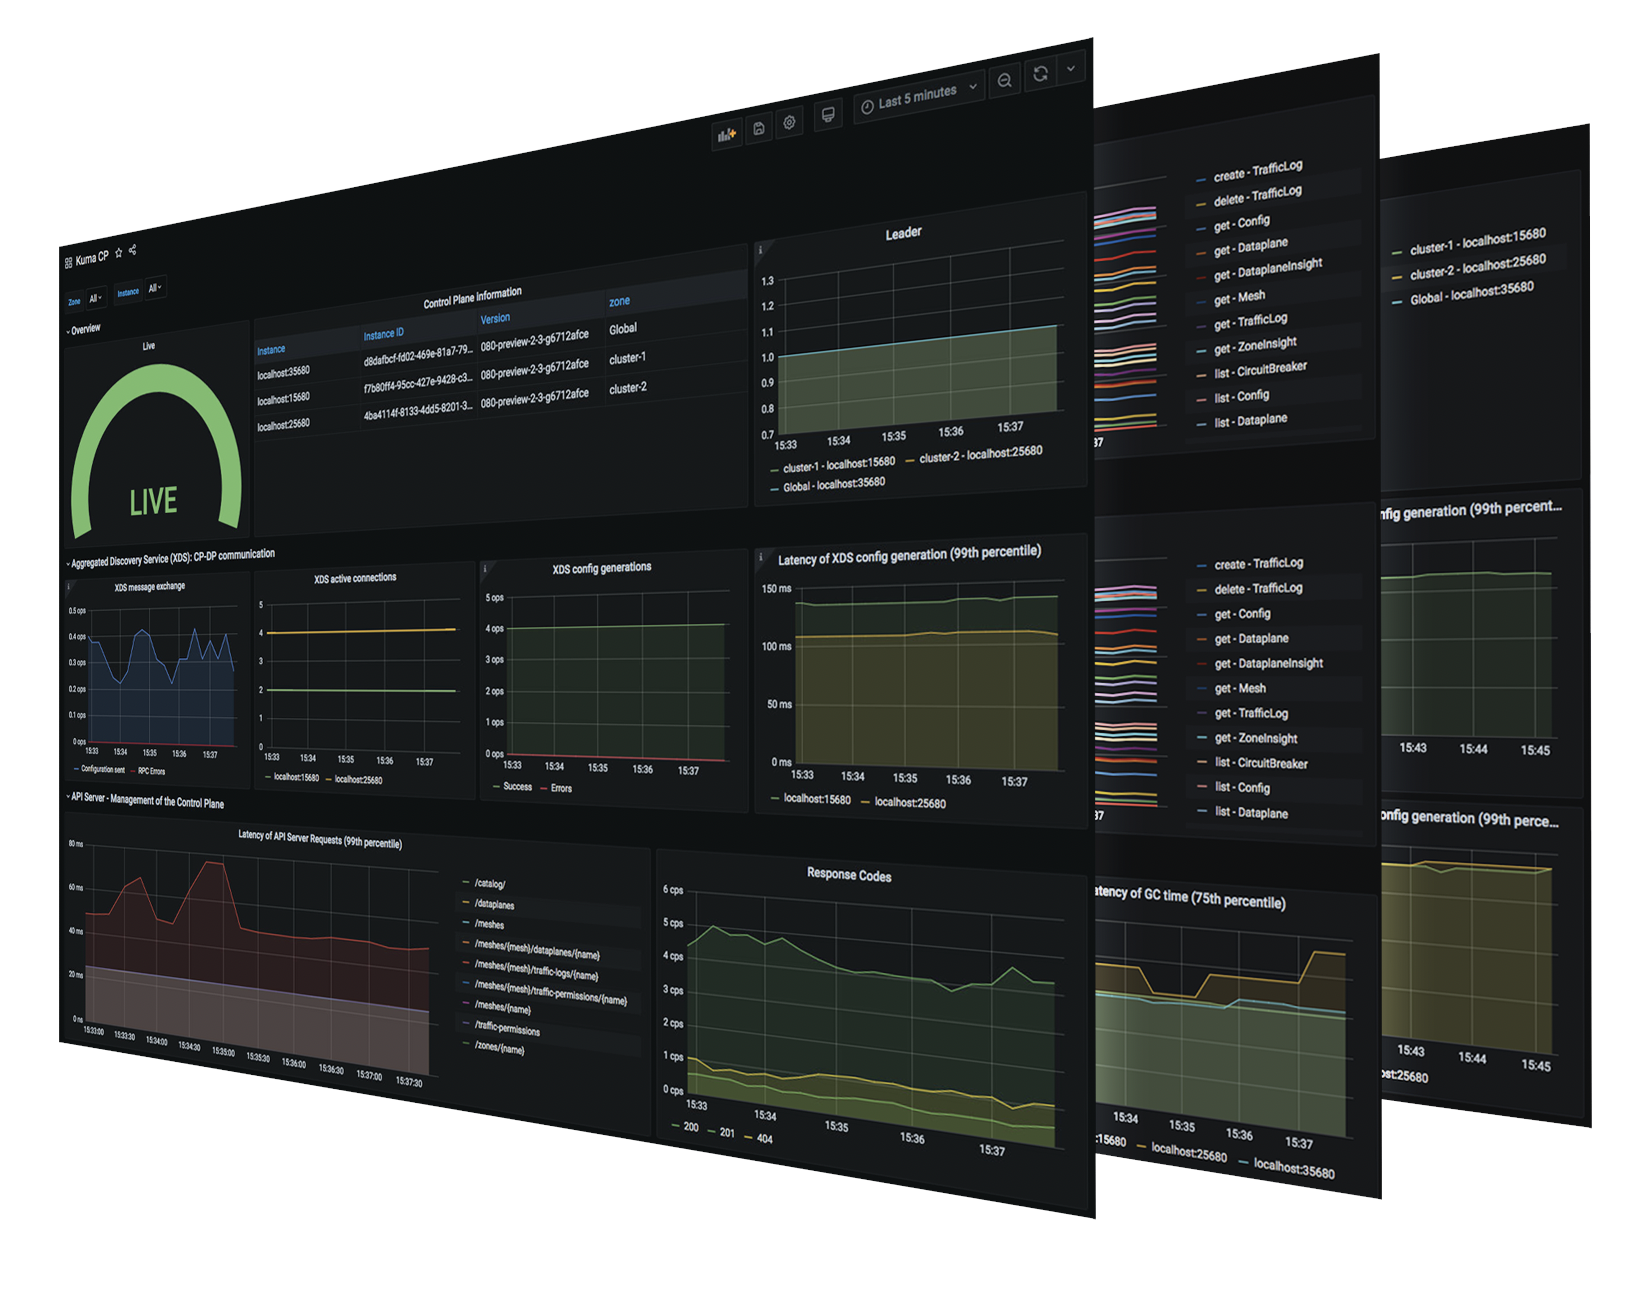 Last 5 minutes
Kuma CP
Zone All Instance All
Overview
Live
LIVE
Control Plane Information
Instance Instance ID Version zone
localhost:35680 d8dafbcf-fd02-469e-81a7-79... 080-preview-2-3-g6712afce Global
localhost:15680 f7b80ff4-95cc-427e-9428-c3... 080-preview-2-3-g6712afce cluster-1
localhost:25680 4ba4114f-8133-4dd5-8201-3... 080-preview-2-3-g6712afce cluster-2
Leader
1.3
1.2
1.1
1.0
0.9
0.8
0.7
15:33 15:34 15:35 15:36 15:37
cluster-1 - localhost:15680 cluster-2 - localhost:25680
Global - localhost:35680
Aggregated Discovery Service (XDS): CP-DP communication
XDS message exchange
0.5 ops
0.4 ops
0.3 ops
0.2 ops
0.1 ops
0 ops
15:33 15:34 15:35 15:36 15:37
Configuration sent RPC Errors
XDS active connections
5
4
3
2
1
0
15:33 15:34 15:35 15:36 15:37
localhost:15680 localhost:25680
XDS config generations
5 ops
4 ops
3 ops
2 ops
1 ops
0 ops
15:33 15:34 15:35 15:36 15:37
Success Errors
Latency of XDS config generation (99th percentile)
150 ms
100 ms
50 ms
0 ms
15:33 15:34 15:35 15:36 15:37
localhost:15680 localhost:25680
API Server - Management of the Control Plane
Latency of API Server Requests (99th percentile)
80 ms
60 ms
40 ms
20 ms
0 ns
15:33:00 15:33:30 15:34:00 15:34:30 15:35:00 15:35:30 15:36:00 15:36:30 15:37:00 15:37:30
/catalog/
/dataplanes
/meshes
/meshes/{mesh}/dataplanes/{name}
/meshes/{mesh}/traffic-logs/{name}
/meshes/{mesh}/traffic-permissions/{name}
/meshes/{name}
/traffic-permissions
/zones/{name}
Response Codes
6 cps
5 cps
4 cps
3 cps
2 cps
1 cps
0 cps
15:33 15:34 15:35 15:36 15:37
200 201 404
create - TrafficLog
delete - TrafficLog
get - Config
get - Dataplane
get - DataplaneInsight
get - Mesh
get - TrafficLog
get - ZoneInsight
list - CircuitBreaker
list - Config
list - Dataplane
37
create - TrafficLog
delete - TrafficLog
get - Config
get - Dataplane
get - DataplaneInsight
get - Mesh
get - TrafficLog
get - ZoneInsight
list - CircuitBreaker
list - Config
list - Dataplane
37
atency of GC time (75th percentile)
15:34 15:35 15:36 15:37
:15680 localhost:25680 localhost:35680
cluster-1 - localhost:15680
cluster-2 - localhost:25680
Global - localhost:35680
nfig generation (99th percent...
15:43 15:44 15:45
onfig generation (99th perce...
15:43 15:44 15:45
ost:25680